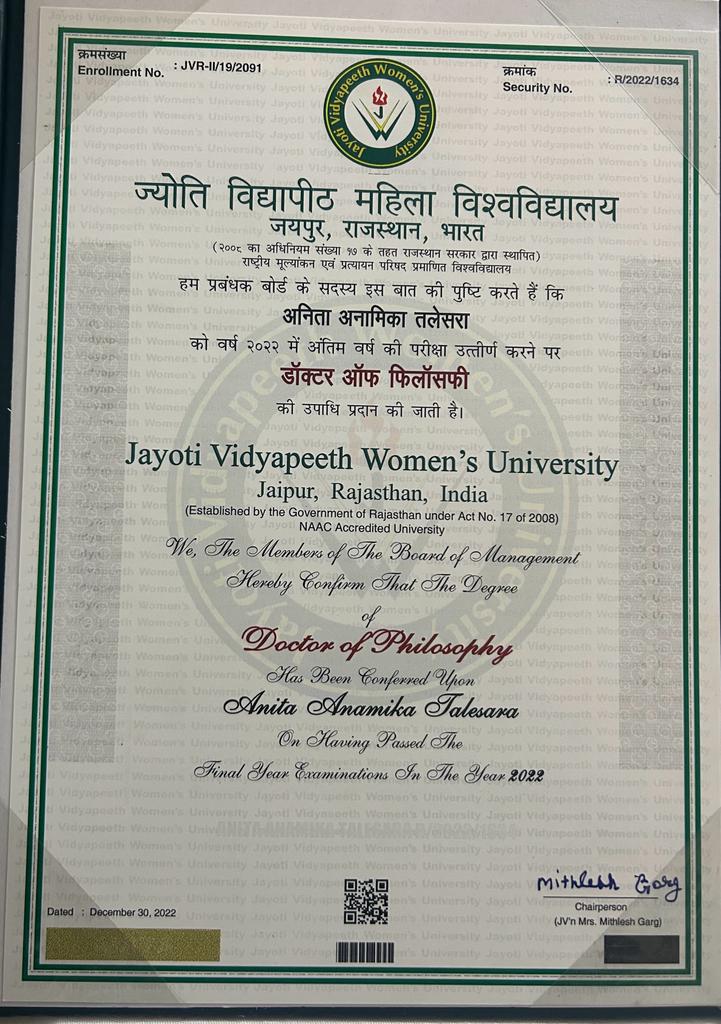 क्रमसंख्या
Enrollment No. : JVR-II/19/2091
क्रमांक
Security No. : R/2022/1634
Jayoti Vidyapeeth Women's University
ज्योति विद्यापीठ महिला विश्वविद्यालय
जयपुर, राजस्थान, भारत
(२००८ का अधिनियम संख्या १७ के तहत राजस्थान सरकार द्वारा स्थापित)
राष्ट्रीय मूल्यांकन एवं प्रत्यायन परिषद प्रमाणित विश्वविद्यालय
हम प्रबंधक बोर्ड के सदस्य इस बात की पुष्टि करते हैं कि
अनिता अनामिका तलेसरा
को वर्ष २०२२ में अंतिम वर्ष की परीक्षा उत्तीर्ण करने पर
डॉक्टर ऑफ फिलॉसफी
की उपाधि प्रदान की जाती है।
Jayoti Vidyapeeth Women's University
Jaipur, Rajasthan, India
(Established by the Government of Rajasthan under Act No. 17 of 2008)
NAAC Accredited University
We, The Members of The Board of Management
Hereby Confirm That The Degree
of
Doctor of Philosophy
Has Been Conferred Upon
Anita Anamika Talesara
On Having Passed The
Final Year Examinations In The Year 2022
ANITA ANAMIKA TALESARA R/2022/1634
Mithlesh Garg
Dated : December 30, 2022
Chairperson
(JV'n Mrs. Mithlesh Garg)